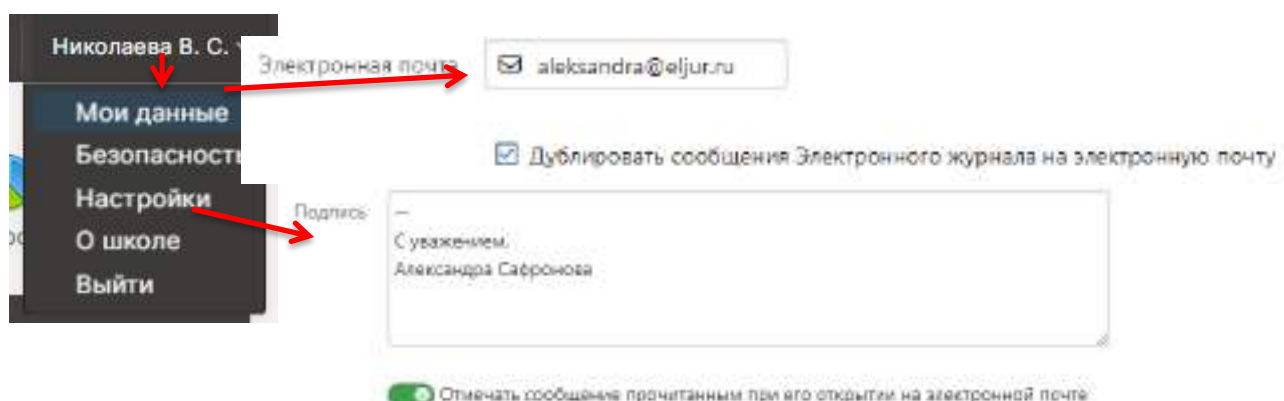 Николаева В. С.
Мои данные
Безопасность
Настройки
О школе
Выйти
Электронная почта
aleksandra@eljur.ru
Дублировать сообщения Электронного журнала на электронную почту
Подпись
—
С уважением,
Александра Сафронова
Отмечать сообщение прочитанным при его открытии на электронной почте